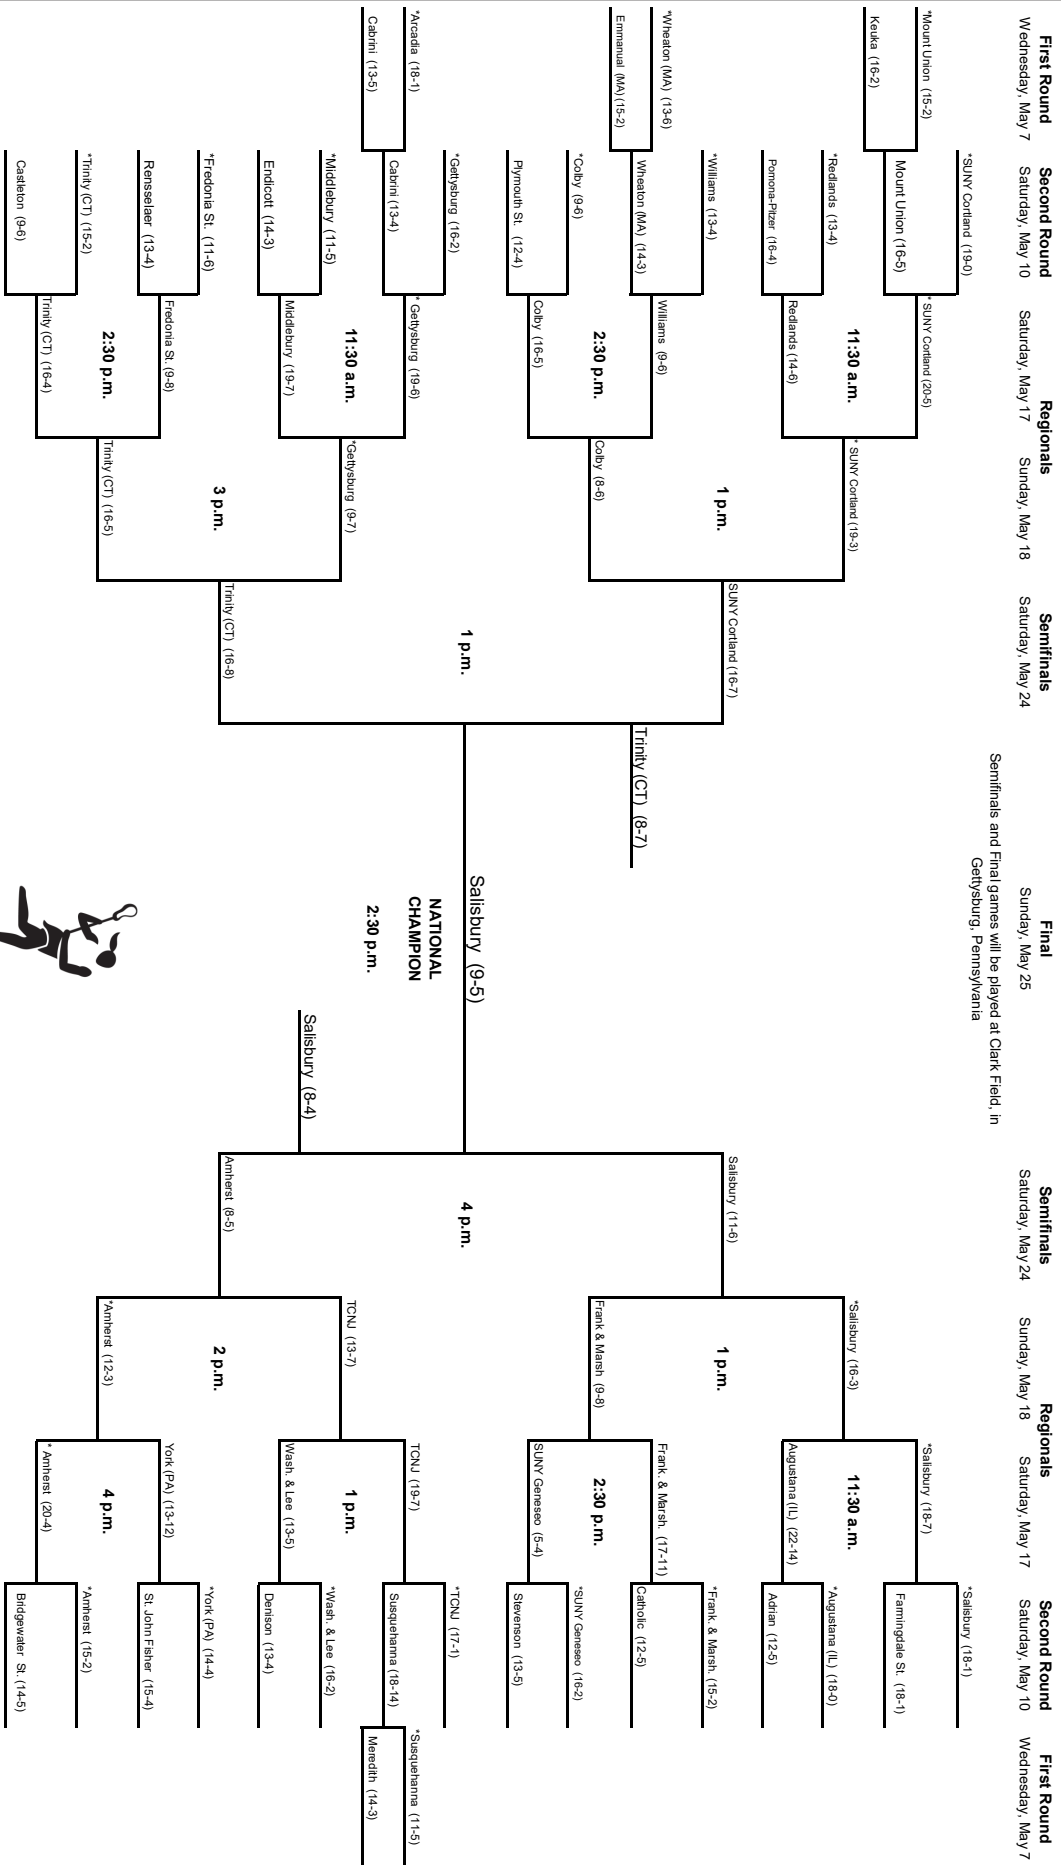 First Round
Wednesday, May 7
Second Round
Saturday, May 10
Regionals
Saturday, May 17
Sunday, May 18
Semifinals
Saturday, May 24
Final
Sunday, May 25
Semifinals
Saturday, May 24
Regionals
Sunday, May 18
Saturday, May 17
Second Round
Saturday, May 10
First Round
Wednesday, May 7
Semifinals and Final games will be played at Clark Field, in
Gettysburg, Pennsylvania
*Mount Union (15-2)
Keuka (16-2)
*Wheaton (MA) (13-6)
Emmanual (MA) (15-2)
*Arcadia (18-1)
Cabrini (13-5)
*SUNY Cortland (19-0)
Mount Union (16-5)
*Redlands (13-4)
Pomona-Pitzer (16-4)
*Williams (13-4)
Wheaton (MA) (14-3)
*Colby (9-6)
Plymouth St. (12-4)
*Gettysburg (16-2)
Cabrini (13-4)
*Middlebury (11-5)
Endicott (14-3)
*Fredonia St. (11-6)
Rensselaer (13-4)
*Trinity (CT) (15-2)
Castleton (9-6)
* SUNY Cortland (20-5)
11:30 a.m.
Redlands (14-6)
Williams (9-6)
2:30 p.m.
Colby (16-5)
* Gettysburg (19-6)
11:30 a.m.
Middlebury (19-7)
Fredonia St. (9-8)
2:30 p.m.
Trinity (CT) (16-4)
* SUNY Cortland (19-3)
1 p.m.
Colby (8-6)
*Gettysburg (9-7)
3 p.m.
Trinity (CT) (16-5)
SUNY Cortland (16-7)
1 p.m.
Trinity (CT) (16-8)
Trinity (CT) (8-7)
Salisbury (9-5)
NATIONAL
CHAMPION
2:30 p.m.
Salisbury (8-4)
Salisbury (11-6)
4 p.m.
Amherst (8-5)
*Salisbury (16-3)
1 p.m.
Frank & Marsh (9-8)
TCNJ (13-7)
2 p.m.
*Amherst (12-3)
*Salisbury (18-7)
11:30 a.m.
Augustana (IL) (22-14)
Frank. & Marsh. (17-11)
2:30 p.m.
SUNY Geneseo (5-4)
TCNJ (19-7)
1 p.m.
Wash. & Lee (13-5)
York (PA) (13-12)
4 p.m.
* Amherst (20-4)
*Salisbury (18-1)
Farmingdale St. (18-1)
*Augustana (IL) (18-0)
Adrian (12-5)
*Frank. & Marsh. (15-2)
Catholic (12-5)
*SUNY Geneseo (16-2)
Stevenson (13-5)
*TCNJ (17-1)
Susquehanna (18-14)
*Wash. & Lee (16-2)
Denison (13-4)
*York (PA) (14-4)
St. John Fisher (15-4)
*Amherst (15-2)
Bridgewater St. (14-5)
*Susquehanna (11-5)
Meredith (14-3)